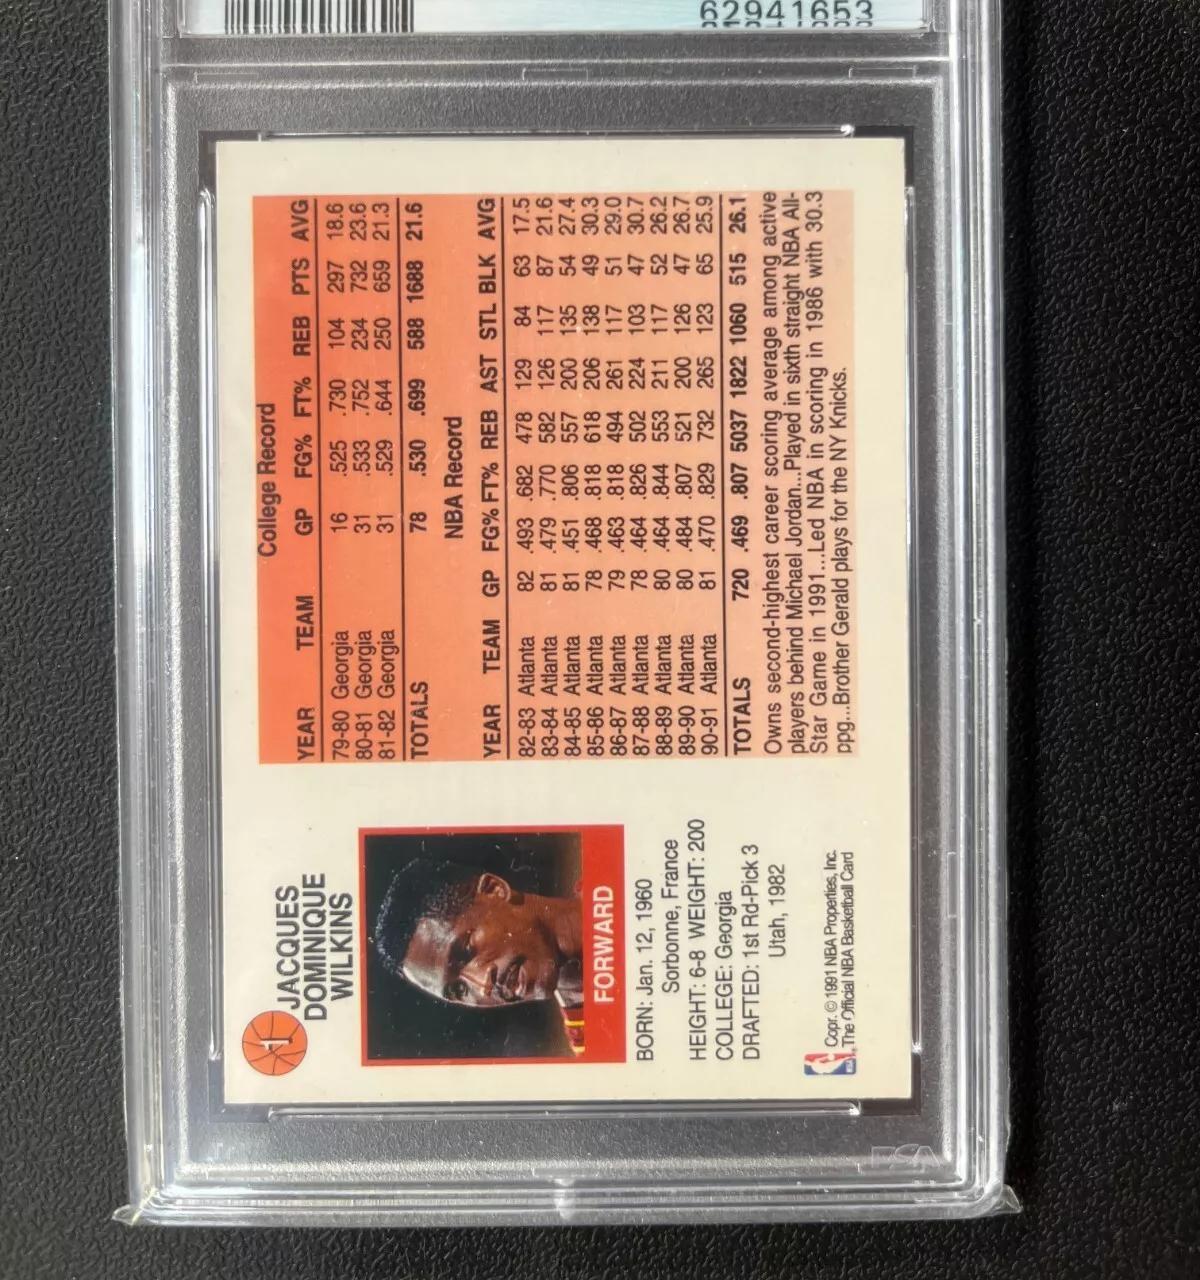 62941653
1
JACQUES
DOMINIQUE
WILKINS
FORWARD
BORN: Jan. 12, 1960
Sorbonne, France
HEIGHT: 6-8 WEIGHT: 200
COLLEGE: Georgia
DRAFTED: 1st Rd-Pick 3
Utah, 1982
NBA
Copr. © 1991 NBA Properties, Inc.
The Official NBA Basketball Card
College Record
YEAR TEAM GP FG% FT% REB PTS AVG
79-80 Georgia 16 .525 .730 104 297 18.6
80-81 Georgia 31 .533 .752 234 732 23.6
81-82 Georgia 31 .529 .644 250 659 21.3
TOTALS 78 .530 .699 588 1688 21.6
NBA Record
YEAR TEAM GP FG% FT% REB AST STL BLK AVG
82-83 Atlanta 82 .493 .682 478 129 84 63 17.5
83-84 Atlanta 81 .479 .770 582 126 117 87 21.6
84-85 Atlanta 81 .451 .806 557 200 135 54 27.4
85-86 Atlanta 78 .468 .818 618 206 138 49 30.3
86-87 Atlanta 79 .463 .818 494 261 117 51 29.0
87-88 Atlanta 78 .464 .826 502 224 103 47 30.7
88-89 Atlanta 80 .464 .844 553 211 117 52 26.2
89-90 Atlanta 80 .484 .807 521 200 126 47 26.7
90-91 Atlanta 81 .470 .829 732 265 123 65 25.9
TOTALS 720 .469 .807 5037 1822 1060 515 26.1
Owns second-highest career scoring average among active
players behind Michael Jordan...Played in sixth straight NBA All-
Star Game in 1991...Led NBA in scoring in 1986 with 30.3
ppg...Brother Gerald plays for the NY Knicks.
PSA